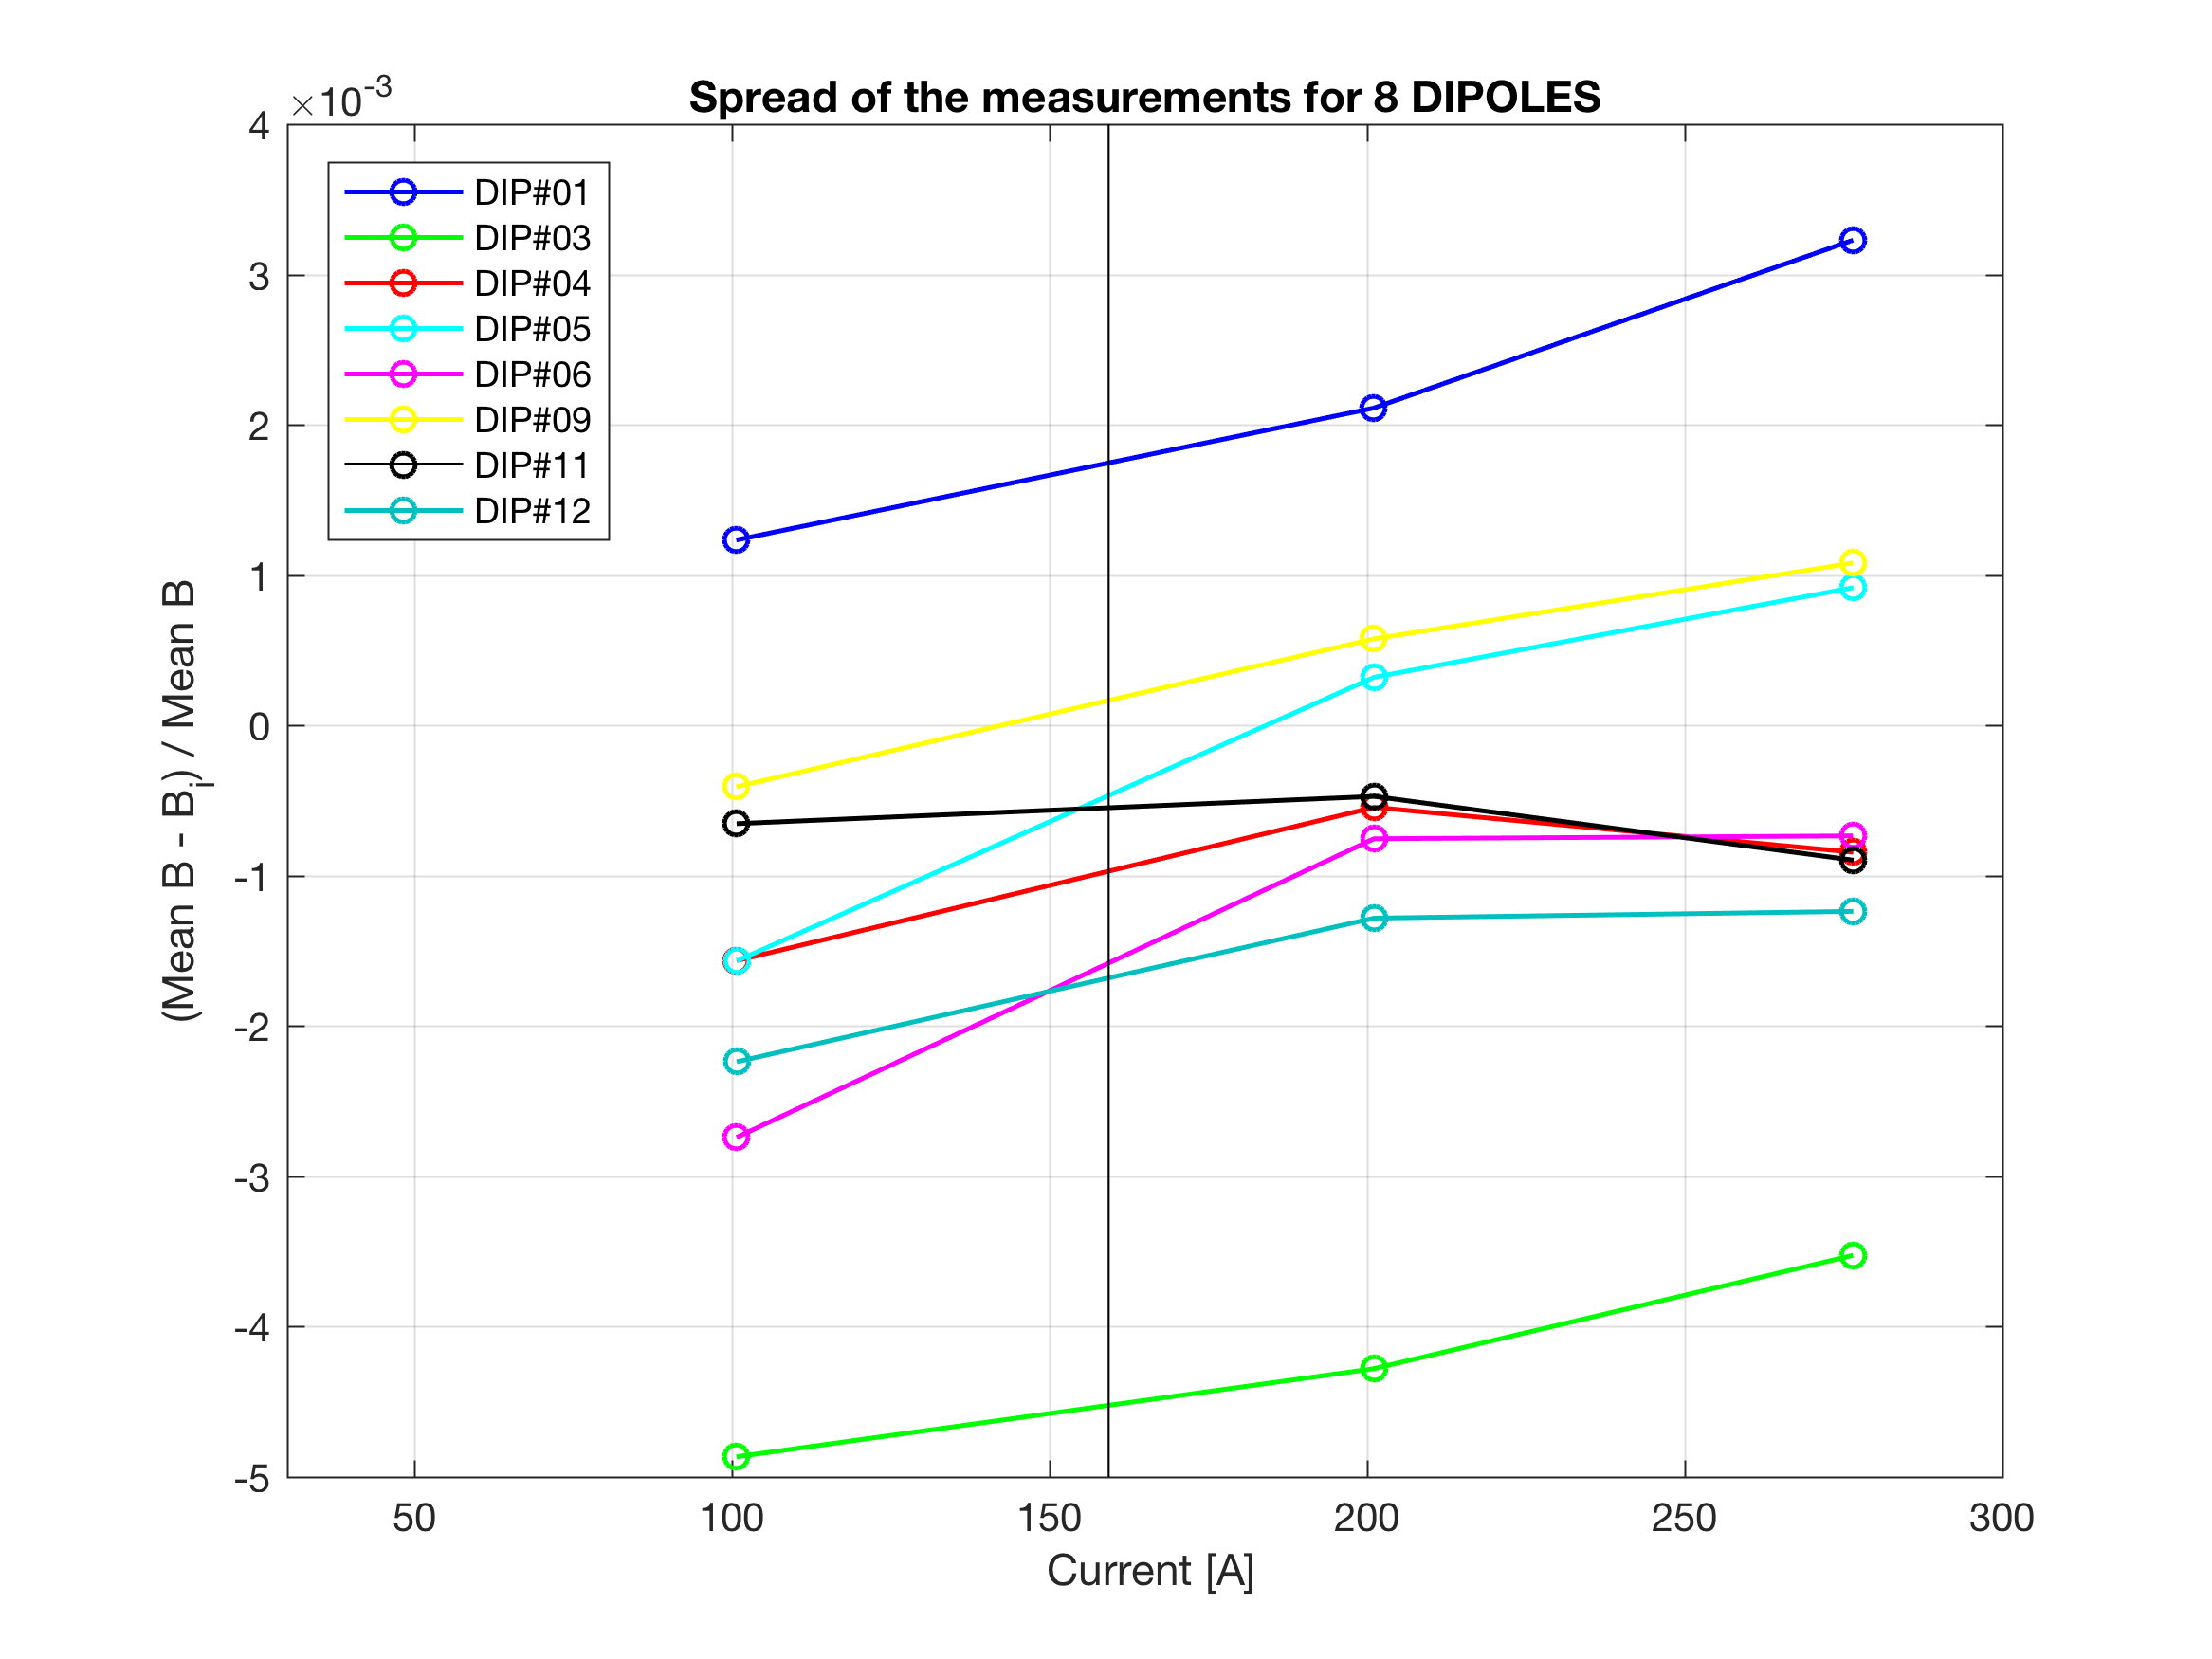 ×10-3
Spread of the measurements for 8 DIPOLES
4
3
2
1
0
-1
-2
-3
-4
-5
(Mean B - Bi) / Mean B
DIP#01
DIP#03
DIP#04
DIP#05
DIP#06
DIP#09
DIP#11
DIP#12
50 100 150 200 250 300
Current [A]